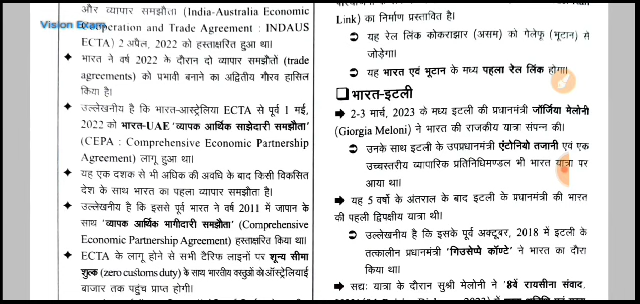 और व्यापार समझौता (India-Australia Economic
Cooperation and Trade Agreement : INDAUS
ECTA) 2 अप्रैल, 2022 को हस्ताक्षरित हुआ था।
भारत ने वर्ष 2022 के दौरान दो व्यापार समझौतों (trade
agreements) को प्रभावी बनाने का अद्वितीय गौरव हासिल
किया है।
उल्लेखनीय है कि भारत-आस्ट्रेलिया ECTA से पूर्व 1 मई,
2022 को भारत-UAE 'व्यापक आर्थिक साझेदारी समझौता'
(CEPA : Comprehensive Economic Partnership
Agreement) लागू हुआ था।
यह एक दशक से भी अधिक की अवधि के बाद किसी विकसित
देश के साथ भारत का पहला व्यापार समझौता है।
उल्लेखनीय है कि इससे पूर्व भारत ने वर्ष 2011 में जापान के
साथ 'व्यापक आर्थिक भागीदारी समझौता' (Comprehensive
Economic Partnership Agreement) हस्ताक्षरित किया था।
ECTA के लागू होने से सभी टैरिफ लाइनों पर शून्य सीमा
शुल्क (zero customs duty) के साथ भारतीय वस्तुओं को ऑस्ट्रेलियाई
बाजार तक पहुंच प्राप्त होगी।
Vision Exam
Link) का निर्माण प्रस्तावित है।
यह रेल लिंक कोकराझार (असम) को गेलेफू (भूटान) से
जोड़ेगा।
यह भारत एवं भूटान के मध्य पहला रेल लिंक होगा।
भारत-इटली
2-3 मार्च, 2023 के मध्य इटली की प्रधानमंत्री जॉर्जिया मेलोनी
(Giorgia Meloni) ने भारत की राजकीय यात्रा संपन्न की।
उनके साथ इटली के उपप्रधानमंत्री एंटोनियो तजानी एवं एक
उच्चस्तरीय व्यापारिक प्रतिनिधिमण्डल भी भारत यात्रा पर
आया था।
यह 5 वर्षों के अंतराल के बाद इटली के प्रधानमंत्री की भारत
की पहली द्विपक्षीय यात्रा थी।
उल्लेखनीय है कि इसके पूर्व अक्टूबर, 2018 में इटली के
तत्कालीन प्रधानमंत्री 'गिउसेप्पे कॉण्टे' ने भारत का दौरा
किया था।
सद्यः यात्रा के दौरान सुश्री मेलोनी ने '8वें रायसीना संवाद,